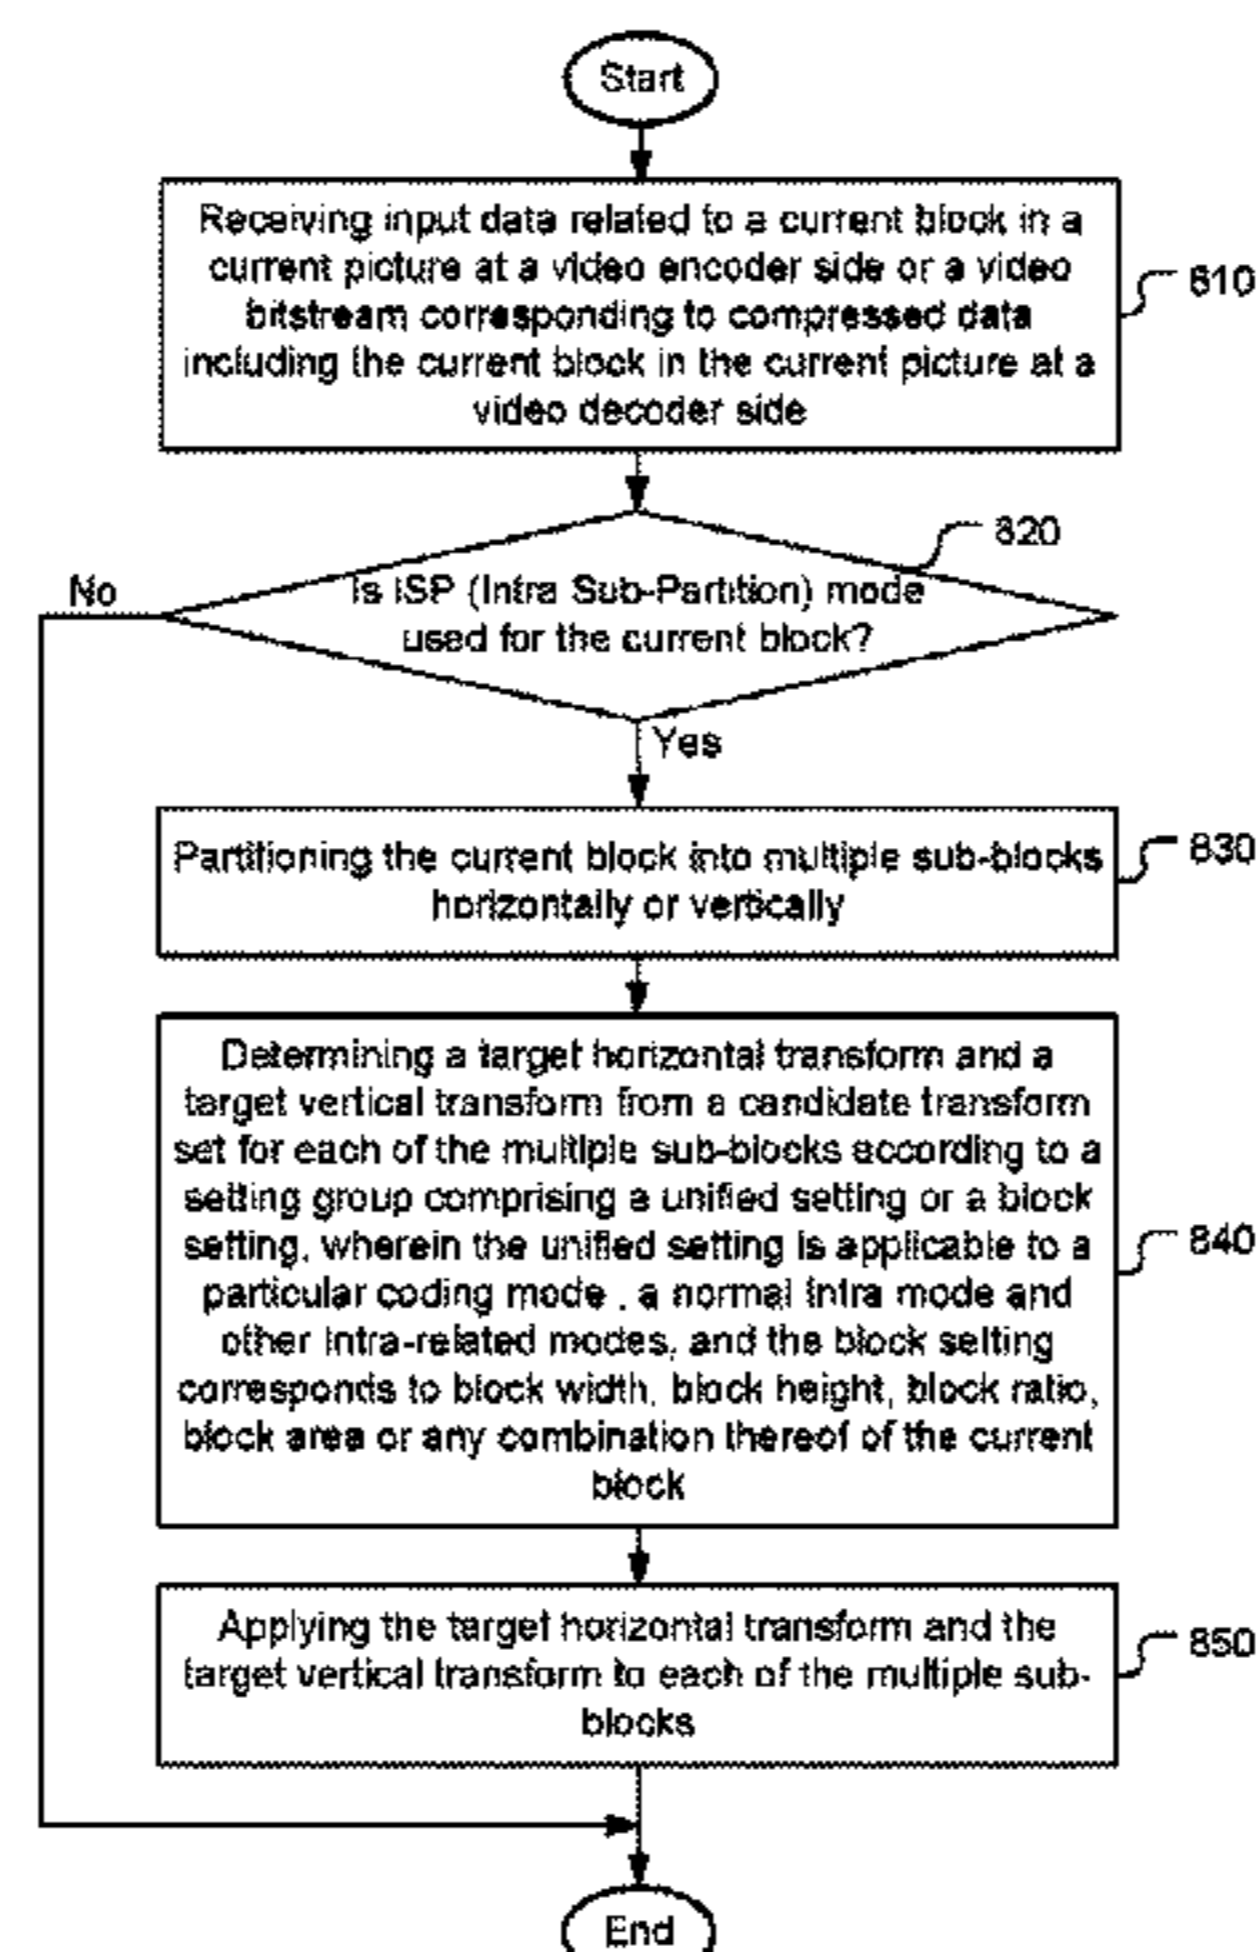 Start
Receiving input data related to a current block in a
current picture at a video encoder side or a video
bitstream corresponding to compressed data
including the current block in the current picture at a
video decoder side
810
820
Is ISP (Intra Sub-Partition) mode
used for the current block?
No
Yes
Partitioning the current block into multiple sub-blocks
horizontally or vertically
830
Determining a target horizontal transform and a
target vertical transform from a candidate transform
set for each of the multiple sub-blocks according to a
setting group comprising a unified setting or a block
setting, wherein the unified setting is applicable to a
particular coding mode , a normal Intra mode and
other Intra-related modes, and the block setting
corresponds to block width, block height, block ratio,
block area or any combination thereof of the current
block
840
Applying the target horizontal transform and the
target vertical transform to each of the multiple sub-
blocks
850
End